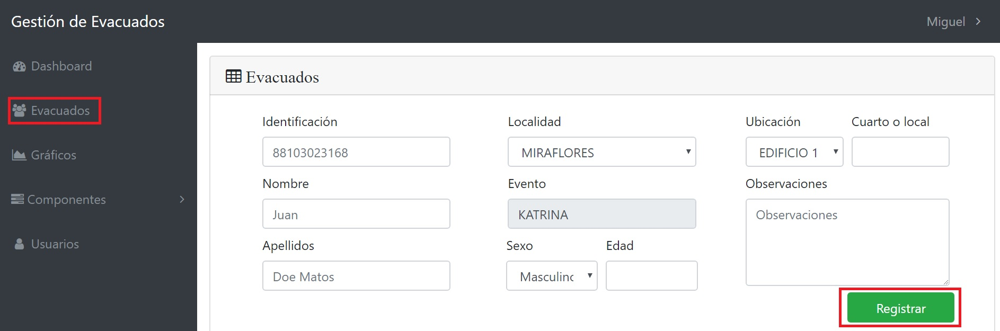 Gestión de Evacuados
Miguel
Dashboard
Evacuados
Gráficos
Componentes
Usuarios
Evacuados
Identificación
88103023168
Nombre
Juan
Apellidos
Doe Matos
Localidad
MIRAFLORES
Evento
KATRINA
Sexo
Masculino
Edad
Ubicación
EDIFICIO 1
Cuarto o local
Observaciones
Observaciones
Registrar